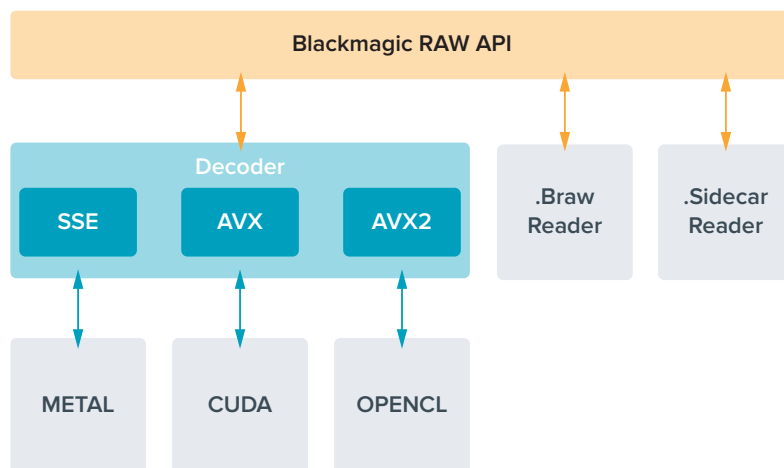 Blackmagic RAW API
Decoder
SSE
AVX
AVX2
.Braw
Reader
.Sidecar
Reader
METAL
CUDA
OPENCL